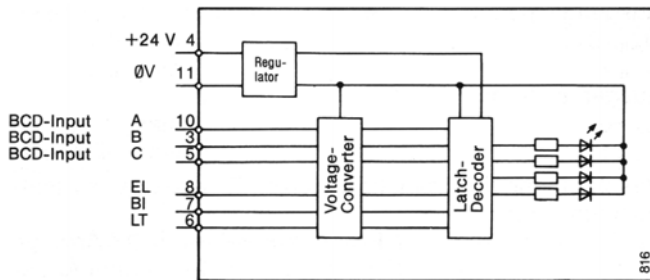 +24 V 4
ØV 11
Regu-
lator
BCD-Input A 10
BCD-Input B 3
BCD-Input C 5
EL 8
BI 7
LT 6
Voltage-
Converter
Latch-
Decoder
816